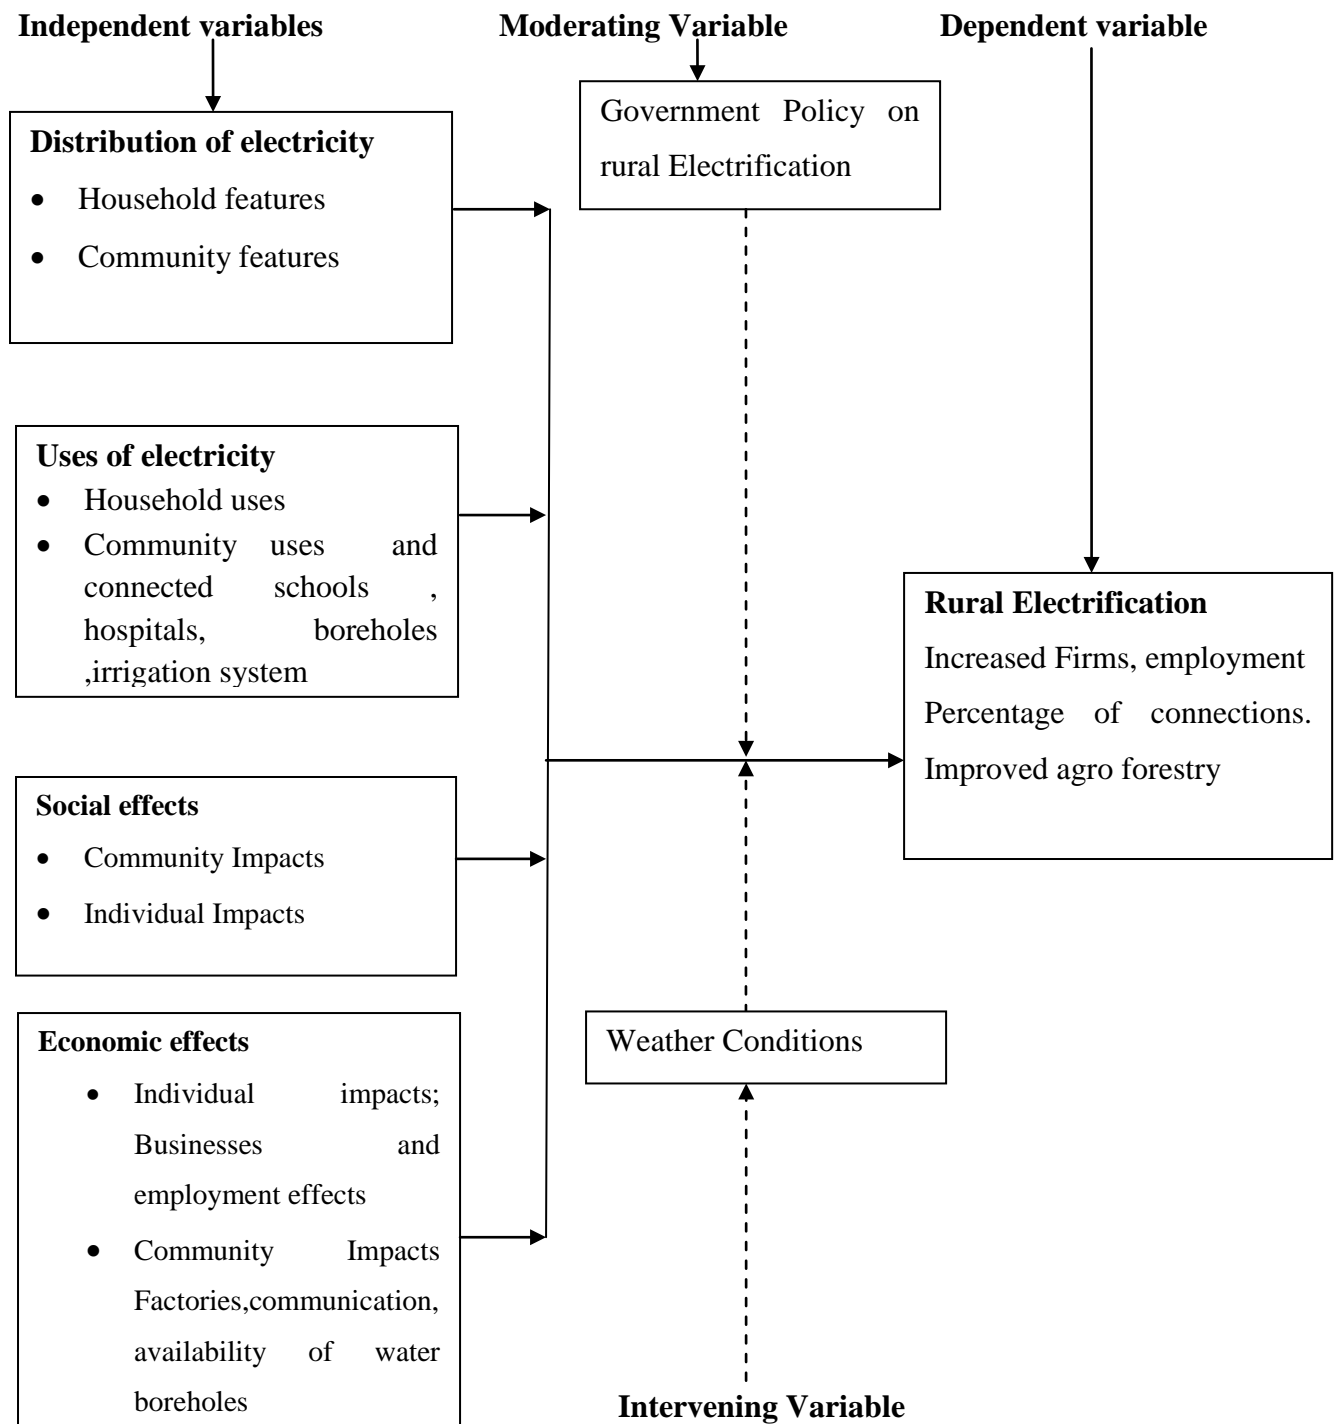 Independent variables
Moderating Variable
Dependent variable
Distribution of electricity
• Household features
• Community features
Government Policy on
rural Electrification
Uses of electricity
• Household uses
• Community uses and
connected schools ,
hospitals, boreholes
,irrigation system
Rural Electrification
Increased Firms, employment
Percentage of connections.
Improved agro forestry
Social effects
• Community Impacts
• Individual Impacts
Economic effects
• Individual impacts;
Businesses and
employment effects
• Community Impacts
Factories,communication,
availability of water
boreholes
Weather Conditions
Intervening Variable